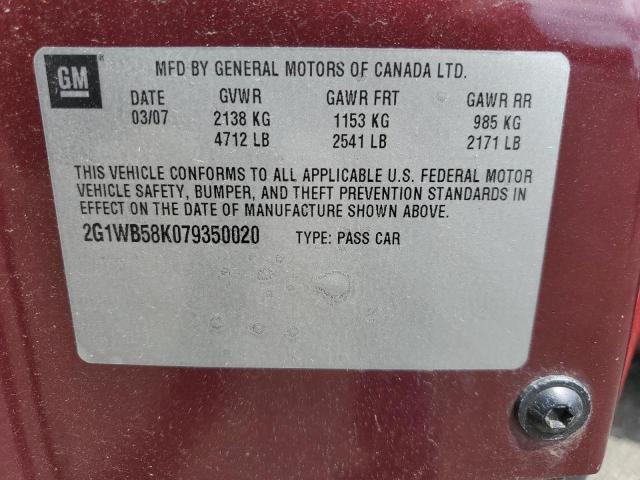 GM
MFD BY GENERAL MOTORS OF CANADA LTD.
DATE GVWR GAWR FRT GAWR RR
03/07 2138 KG 1153 KG 985 KG
4712 LB 2541 LB 2171 LB
THIS VEHICLE CONFORMS TO ALL APPLICABLE U.S. FEDERAL MOTOR
VEHICLE SAFETY, BUMPER, AND THEFT PREVENTION STANDARDS IN
EFFECT ON THE DATE OF MANUFACTURE SHOWN ABOVE.
2G1WB58K079350020 TYPE: PASS CAR